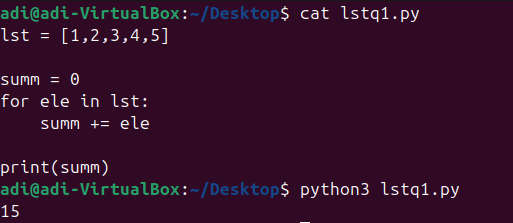 adi@adi-VirtualBox:~/Desktop$ cat lstq1.py
lst = [1,2,3,4,5]

summ = 0
for ele in lst:
    summ += ele

print(summ)
adi@adi-VirtualBox:~/Desktop$ python3 lstq1.py
15